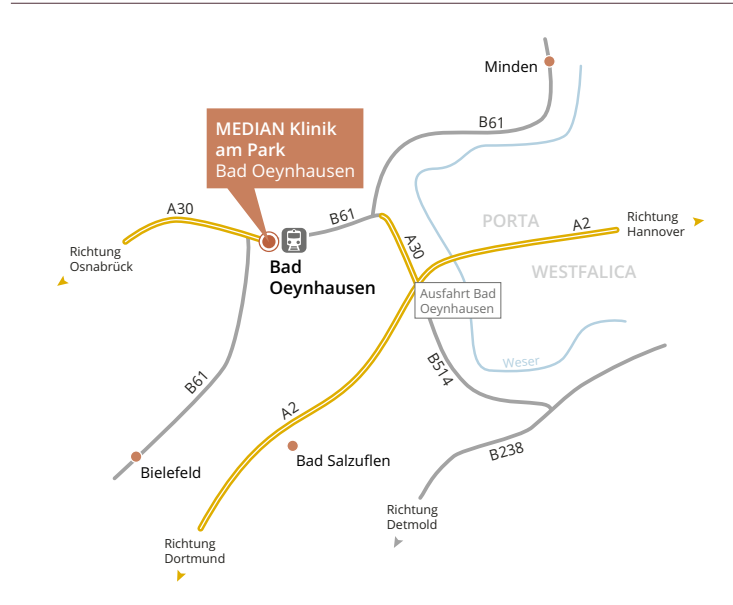 Minden
B61
MEDIAN Klinik
am Park
Bad Oeynhausen
A30
B61
PORTA
A2
Richtung
Hannover
Richtung
Osnabrück
A30
Bad
Oeynhausen
WESTFALICA
Ausfahrt Bad
Oeynhausen
Weser
B514
B61
A2
Bielefeld
Bad Salzuflen
B238
Richtung
Detmold
Richtung
Dortmund